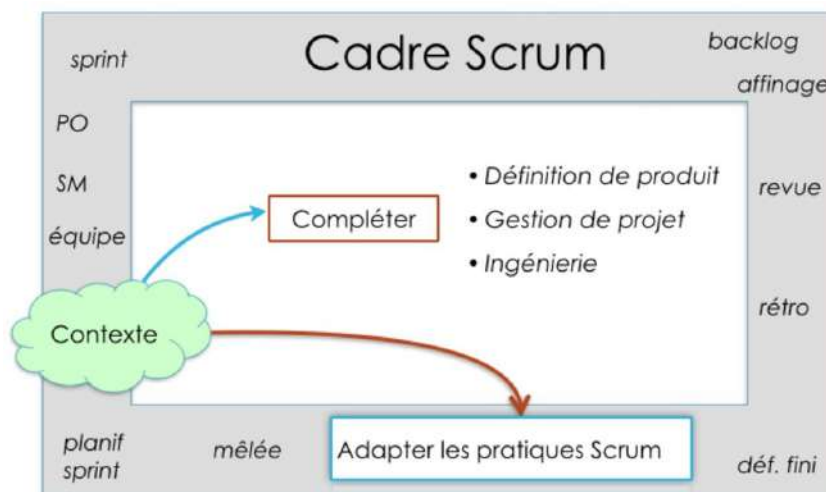 Cadre Scrum
sprint
backlog
affinage
PO
SM
équipe
Compléter
• Définition de produit
• Gestion de projet
• Ingénierie
revue
rétro
Contexte
planif
sprint
mêlée
Adapter les pratiques Scrum
déf. fini